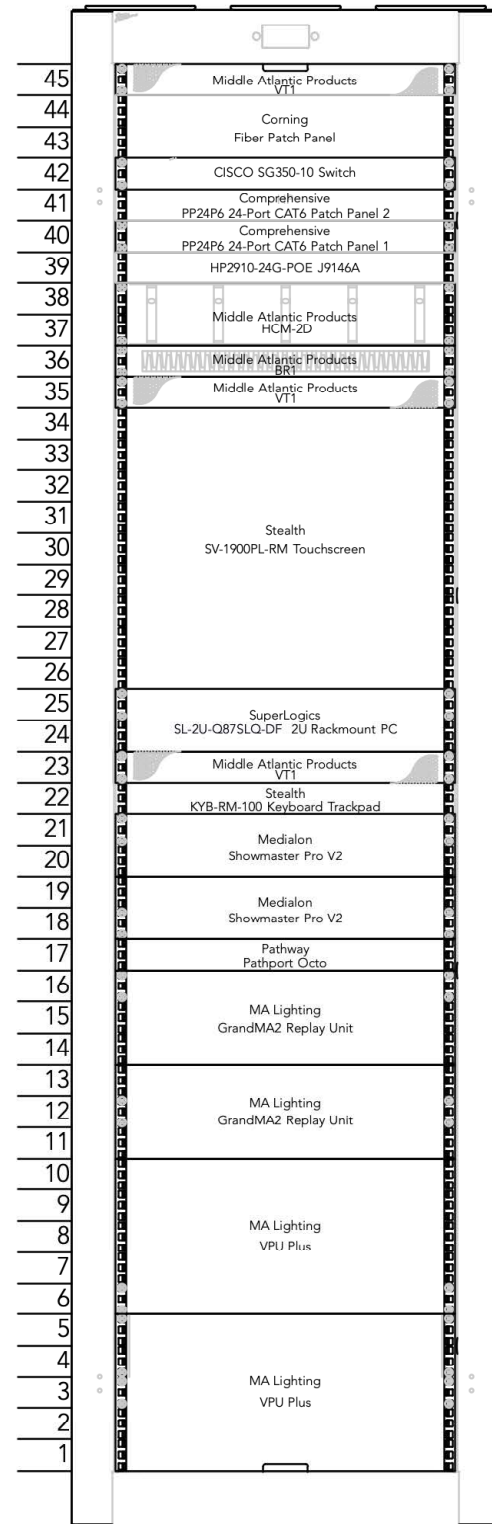 45
Middle Atlantic Products
VT1
44
43
Corning
Fiber Patch Panel
42
CISCO SG350-10 Switch
41
Comprehensive
PP24P6 24-Port CAT6 Patch Panel 2
40
Comprehensive
PP24P6 24-Port CAT6 Patch Panel 1
39
HP2910-24G-POE J9146A
38
37
Middle Atlantic Products
HCM-2D
36
Middle Atlantic Products
BR1
35
Middle Atlantic Products
VT1
34
33
32
31
30
29
28
27
26
Stealth
SV-1900PL-RM Touchscreen
25
24
SuperLogics
SL-2U-Q87SLQ-DF 2U Rackmount PC
23
Middle Atlantic Products
VT1
22
Stealth
KYB-RM-100 Keyboard Trackpad
21
20
Medialon
Showmaster Pro V2
19
18
Medialon
Showmaster Pro V2
17
Pathway
Pathport Octo
16
15
14
MA Lighting
GrandMA2 Replay Unit
13
12
11
MA Lighting
GrandMA2 Replay Unit
10
9
8
7
6
MA Lighting
VPU Plus
5
4
3
2
1
MA Lighting
VPU Plus